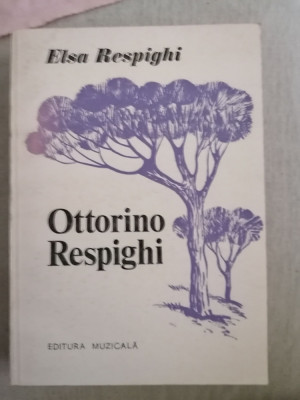 Elsa Respighi
Ottorino
Respighi
EDITURA MUZICALĂ